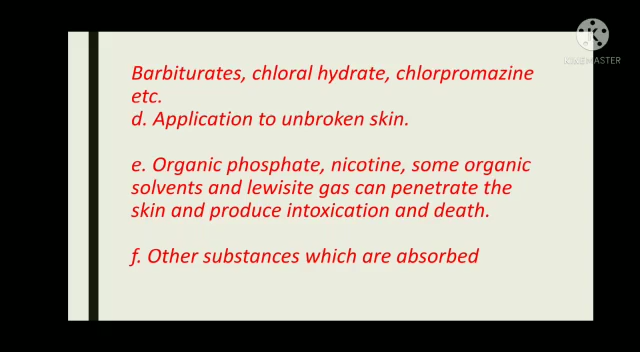 Barbiturates, chloral hydrate, chlorpromazine
etc.
d. Application to unbroken skin.
e. Organic phosphate, nicotine, some organic
solvents and lewisite gas can penetrate the
skin and produce intoxication and death.
f. Other substances which are absorbed
K
KINEMASTER